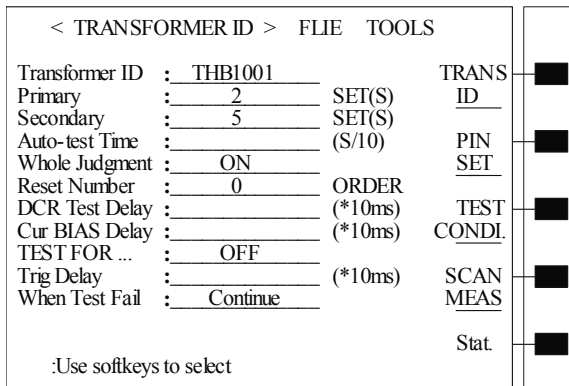 < TRANSFORMER ID > FLIE TOOLS
Transformer ID : THB1001 TRANS
Primary : 2 SET(S) ID
Secondary : 5 SET(S)
Auto-test Time : (S/10) PIN
Whole Judgment : ON SET
Reset Number : 0 ORDER
DCR Test Delay : (*10ms) TEST
Cur BIAS Delay : (*10ms) CONDI.
TEST FOR ... : OFF
Trig Delay : (*10ms) SCAN
When Test Fail : Continue MEAS
Stat.
:Use softkeys to select